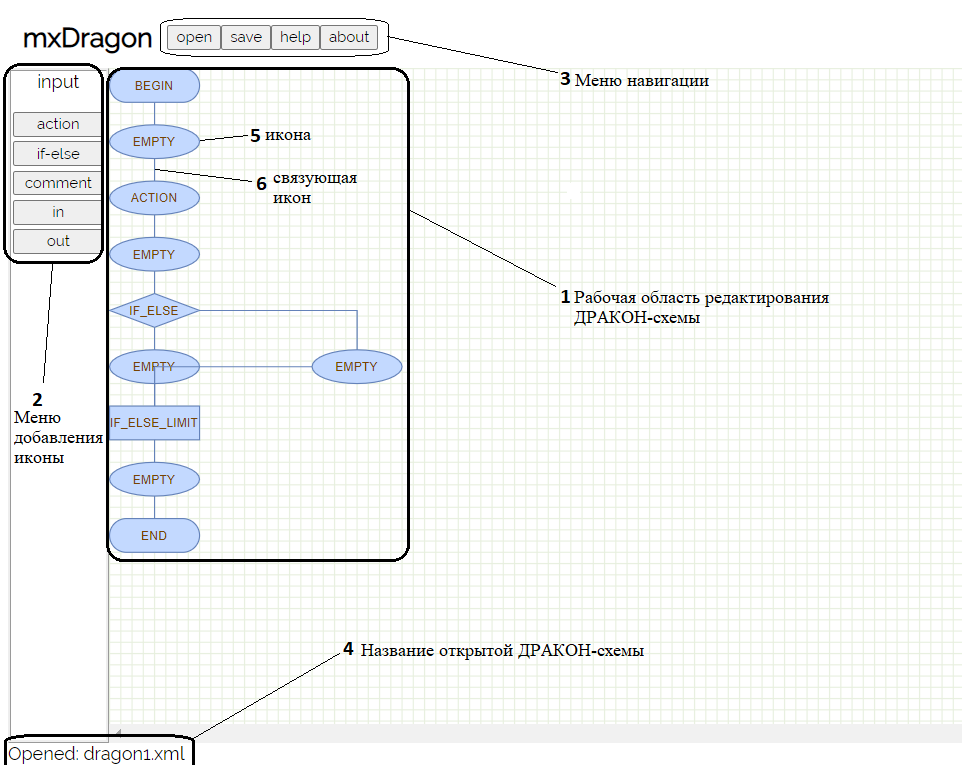 mxDragon
open save help about
3 Меню навигации
input
action
if-else
comment
in
out
BEGIN
EMPTY
5 икона
6 связующая
икон
ACTION
EMPTY
IF_ELSE
1 Рабочая область редактирования
ДРАКОН-схемы
EMPTY
EMPTY
2
Меню
добавления
иконы
IF_ELSE_LIMIT
EMPTY
END
4 Название открытой ДРАКОН-схемы
Opened: dragon1.xml